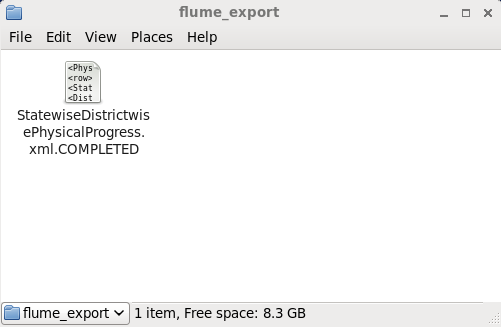 flume_export
File Edit View Places Help
<Phys
<row>
<Stat
<Dist
StatewiseDistrictwis
ePhysicalProgress.
xml.COMPLETED
flume_export 1 item, Free space: 8.3 GB